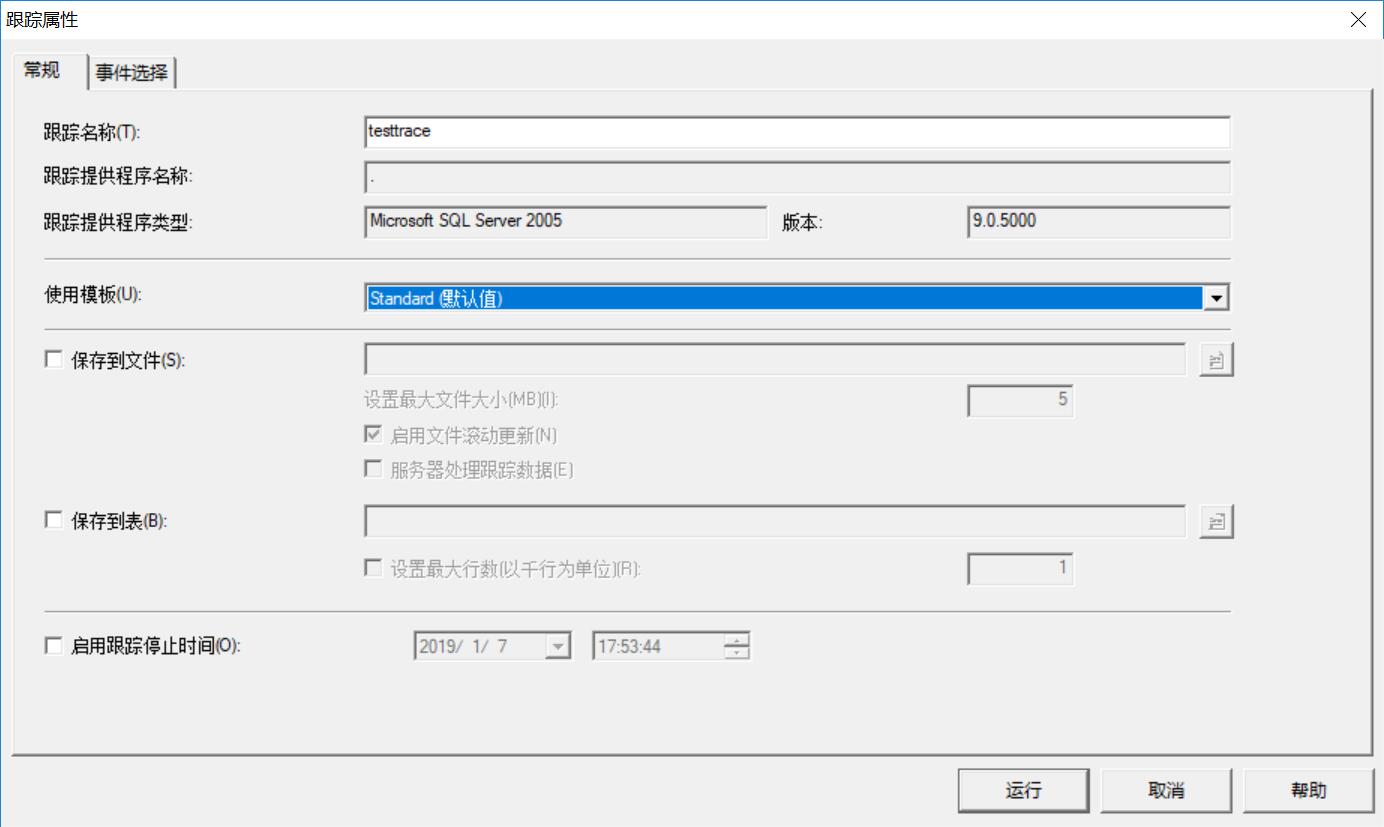 跟踪属性
常规 事件选择
跟踪名称(T): testtrace
跟踪提供程序名称: .
跟踪提供程序类型: Microsoft SQL Server 2005 版本: 9.0.5000
使用模板(U): Standard (默认值)
保存到文件(S):
设置最大文件大小(MB)(I): 5
启用文件滚动更新(N)
服务器处理跟踪数据(E)
保存到表(B):
设置最大行数(以千行为单位)(R): 1
启用跟踪停止时间(O): 2019/ 1/ 7 17:53:44
运行 取消 帮助